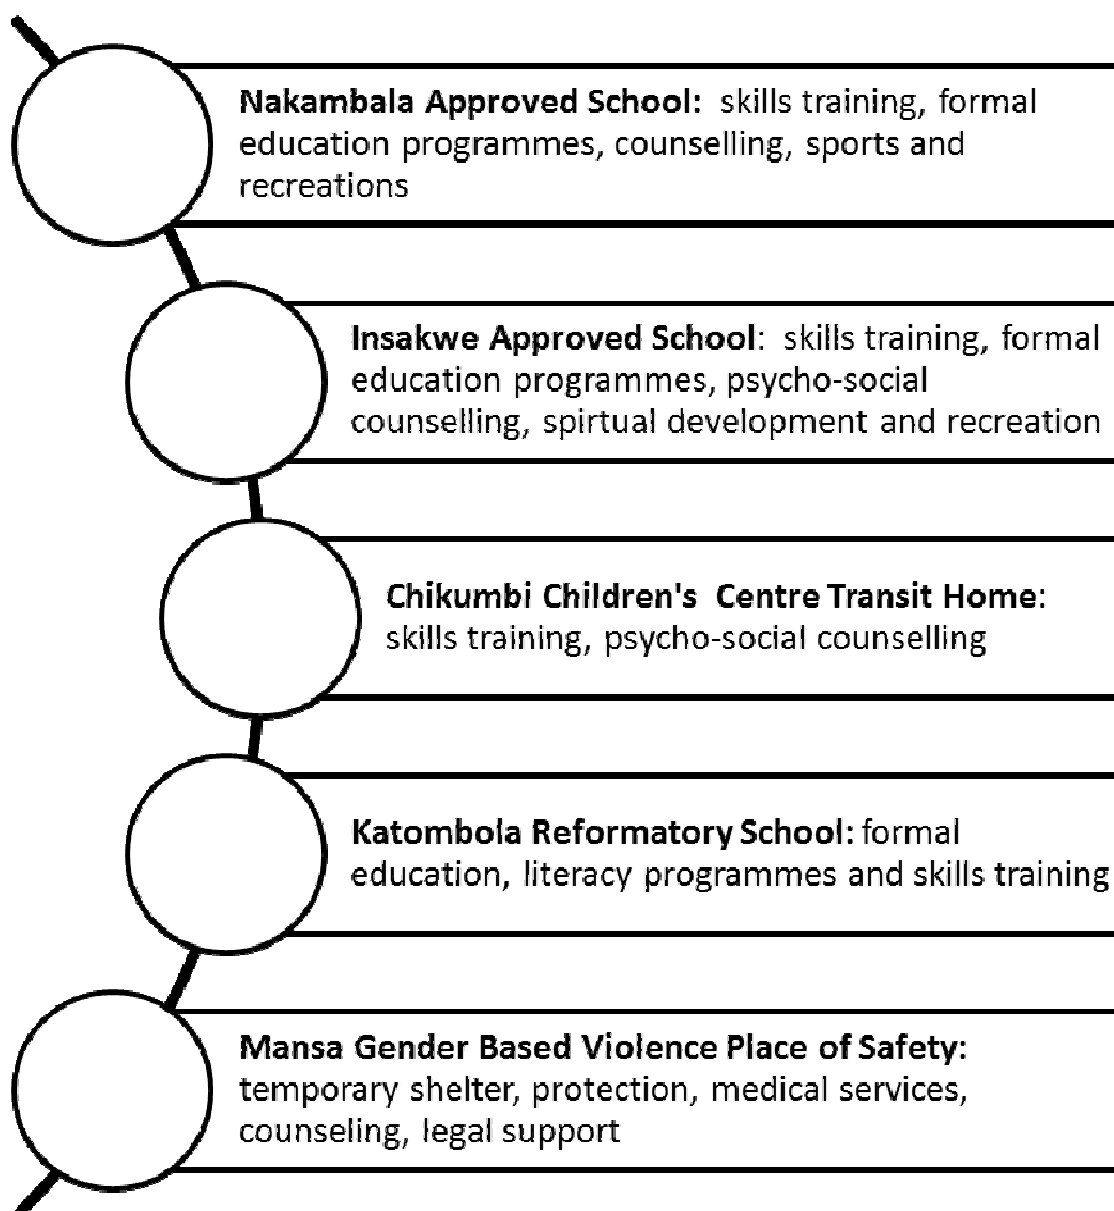 Nakambala Approved School:  skills training, formal
education programmes, counselling, sports and
recreations
Insakwe Approved School:  skills training, formal
education programmes, psycho-social
counselling, spirtual development and recreation
Chikumbi Children's  Centre Transit Home:
skills training, psycho-social counselling
Katombola Reformatory School: formal
education, literacy programmes and skills training
Mansa Gender Based Violence Place of Safety:
temporary shelter, protection, medical services,
counseling, legal support